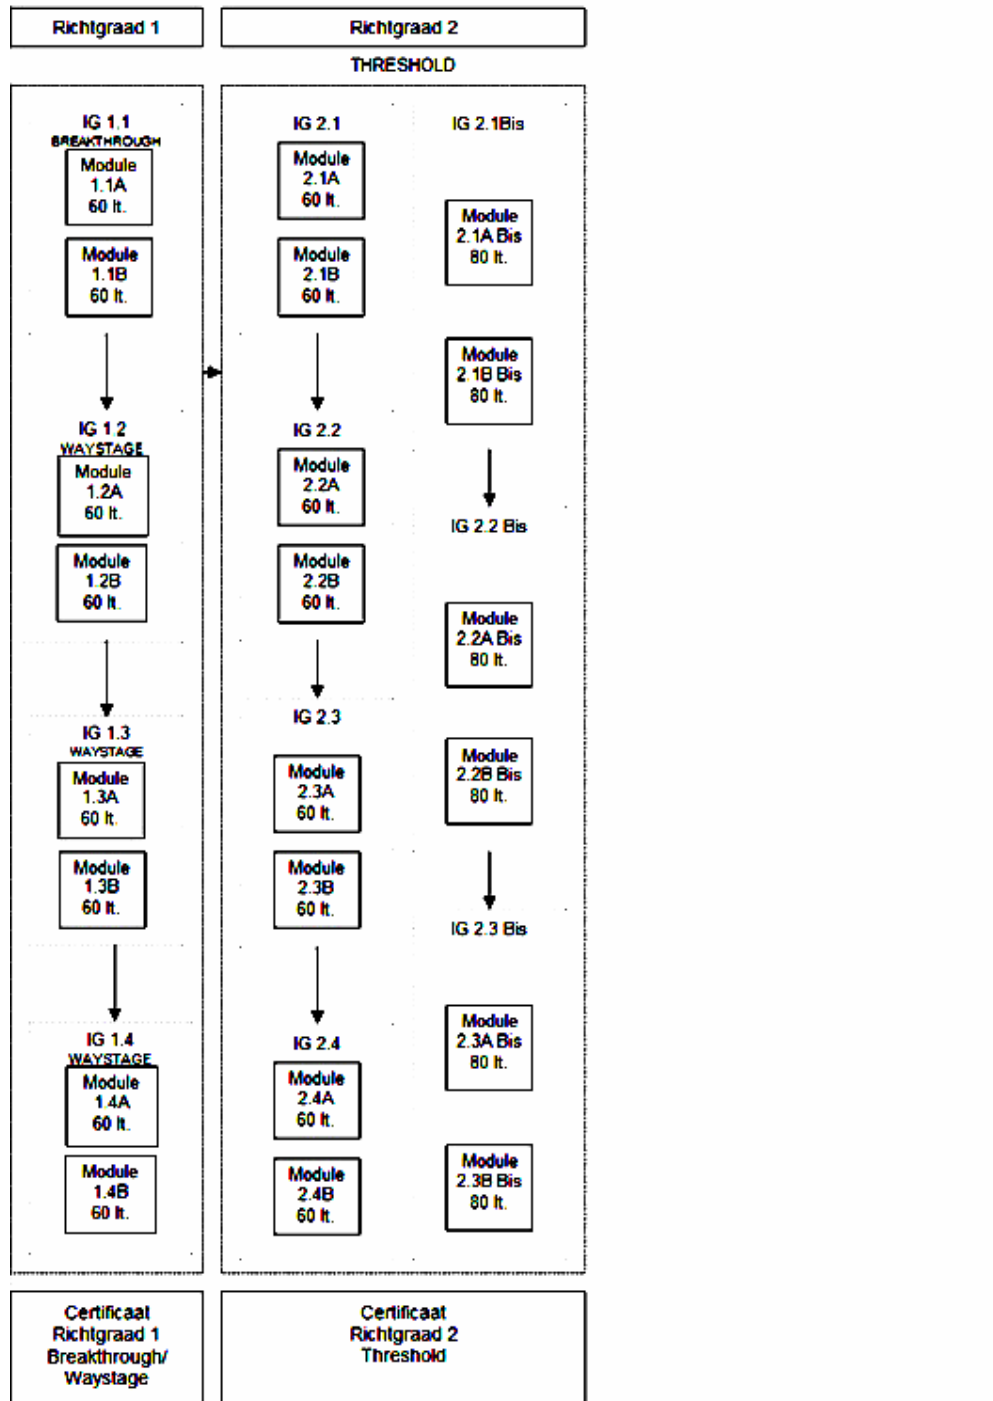 Richtgraad 1
Richtgraad 2
THRESHOLD
IG 1.1
BREAKTHROUGH
Module
1.1A
60 lt.
Module
1.1B
60 lt.
IG 1.2
WAYSTAGE
Module
1.2A
60 lt.
Module
1.2B
60 lt.
IG 1.3
WAYSTAGE
Module
1.3A
60 lt.
Module
1.3B
60 lt.
IG 1.4
WAYSTAGE
Module
1.4A
60 lt.
Module
1.4B
60 lt.
IG 2.1
Module
2.1A
60 lt.
Module
2.1B
60 lt.
IG 2.2
Module
2.2A
60 lt.
Module
2.2B
60 lt.
IG 2.3
Module
2.3A
60 lt.
Module
2.3B
60 lt.
IG 2.4
Module
2.4A
60 lt.
Module
2.4B
60 lt.
IG 2.1Bis
Module
2.1A Bis
80 lt.
Module
2.1B Bis
80 lt.
IG 2.2 Bis
Module
2.2A Bis
80 lt.
Module
2.2B Bis
80 lt.
IG 2.3 Bis
Module
2.3A Bis
80 lt.
Module
2.3B Bis
80 lt.
Certificaat
Richtgraad 1
Breakthrough/
Waystage
Certificaat
Richtgraad 2
Threshold